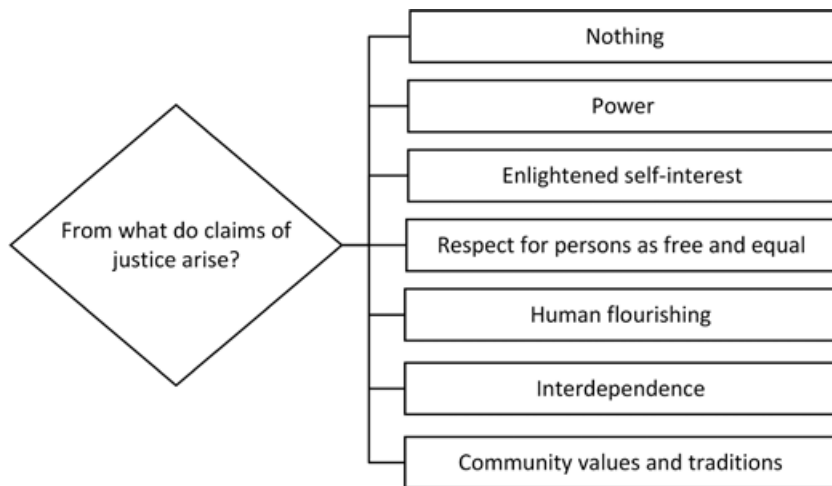 From what do claims of
justice arise?
Nothing
Power
Enlightened self-interest
Respect for persons as free and equal
Human flourishing
Interdependence
Community values and traditions